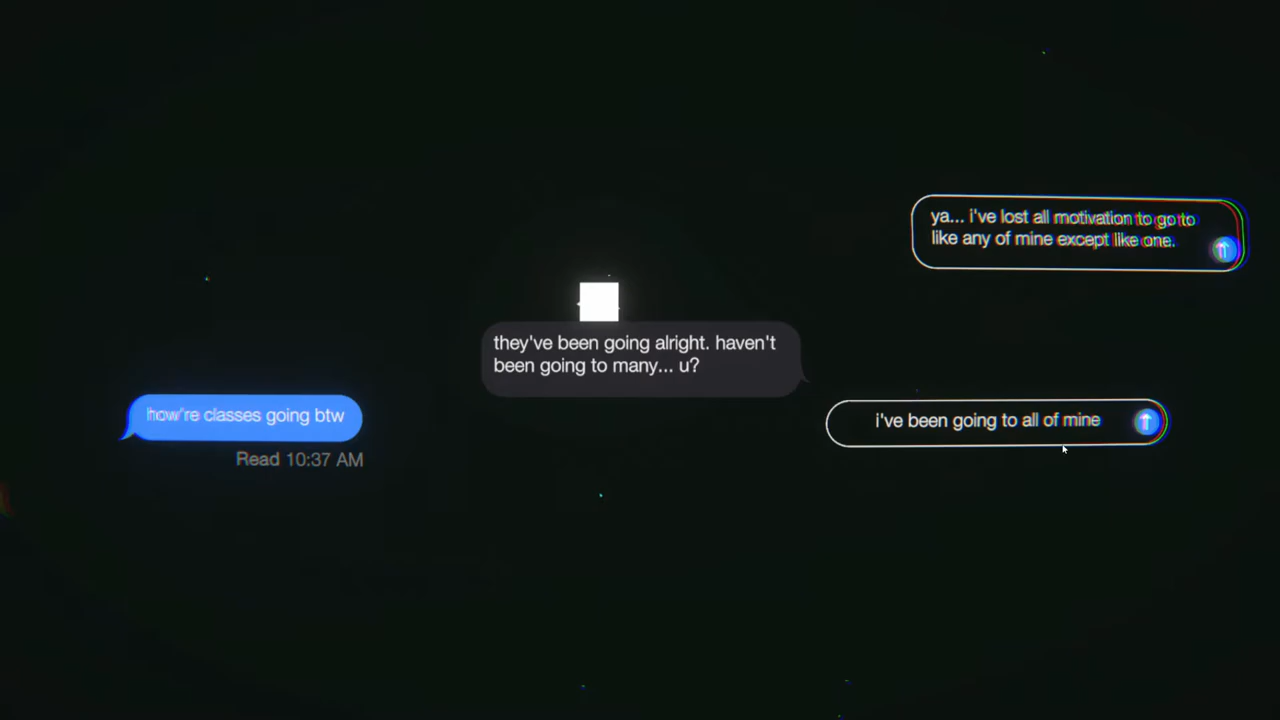 how're classes going btw
Read 10:37 AM
they've been going alright. haven't
been going to many... u?
ya... i've lost all motivation to go to
like any of mine except like one.
i've been going to all of mine